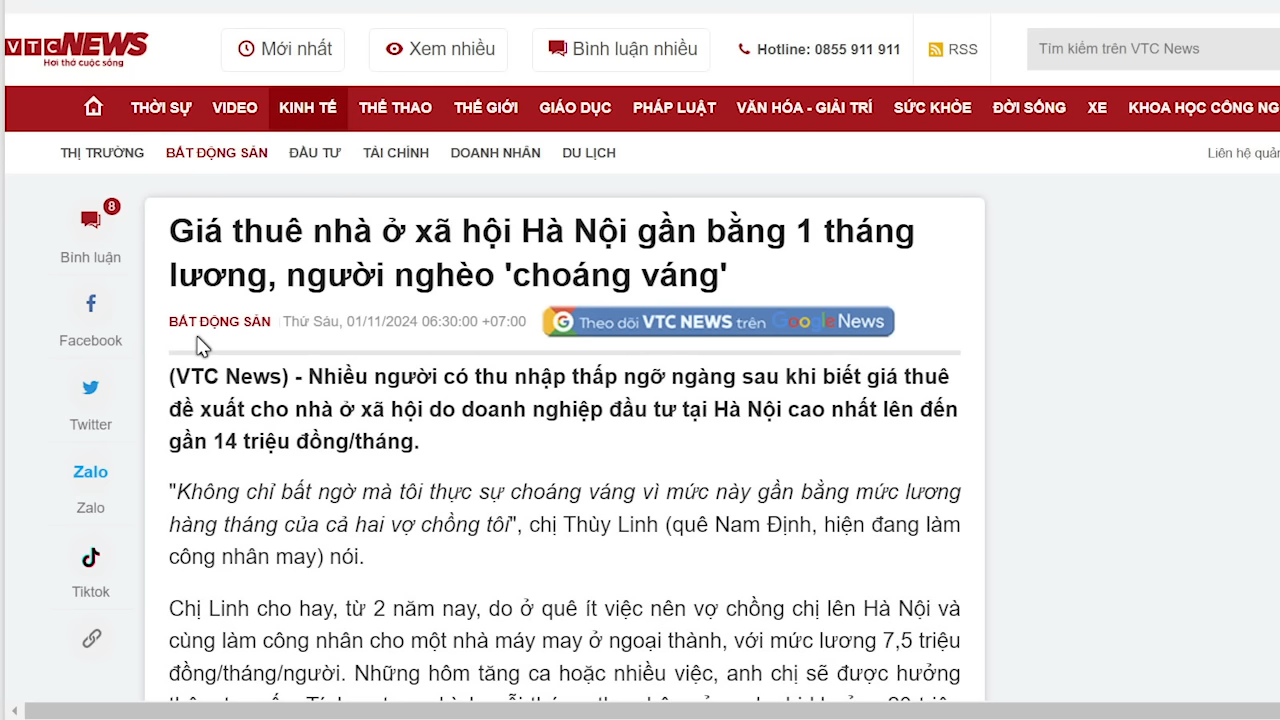 VTC NEWS
Hơi thở cuộc sống
Mới nhất
Xem nhiều
Bình luận nhiều
Hotline: 0855 911 911
RSS
Tìm kiếm trên VTC News
THỜI SỰ VIDEO KINH TẾ THỂ THAO THẾ GIỚI GIÁO DỤC PHÁP LUẬT VĂN HÓA - GIẢI TRÍ SỨC KHỎE ĐỜI SỐNG XE KHOA HỌC CÔNG NG
THỊ TRƯỜNG BẤT ĐỘNG SẢN ĐẦU TƯ TÀI CHÍNH DOANH NHÂN DU LỊCH
Liên hệ quản
8
Bình luận
Facebook
Twitter
Zalo
Zalo
Tiktok
Giá thuê nhà ở xã hội Hà Nội gần bằng 1 tháng
lương, người nghèo 'choáng váng'
BẤT ĐỘNG SẢN Thứ Sáu, 01/11/2024 06:30:00 +07:00
Theo dõi VTC NEWS trên Google News
(VTC News) - Nhiều người có thu nhập thấp ngỡ ngàng sau khi biết giá thuê
đề xuất cho nhà ở xã hội do doanh nghiệp đầu tư tại Hà Nội cao nhất lên đến
gần 14 triệu đồng/tháng.
"Không chỉ bất ngờ mà tôi thực sự choáng váng vì mức này gần bằng mức lương
hàng tháng của cả hai vợ chồng tôi", chị Thùy Linh (quê Nam Định, hiện đang làm
công nhân may) nói.
Chị Linh cho hay, từ 2 năm nay, do ở quê ít việc nên vợ chồng chị lên Hà Nội và
cùng làm công nhân cho một nhà máy may ở ngoại thành, với mức lương 7,5 triệu
đồng/tháng/người. Những hôm tăng ca hoặc nhiều việc, anh chị sẽ được hưởng